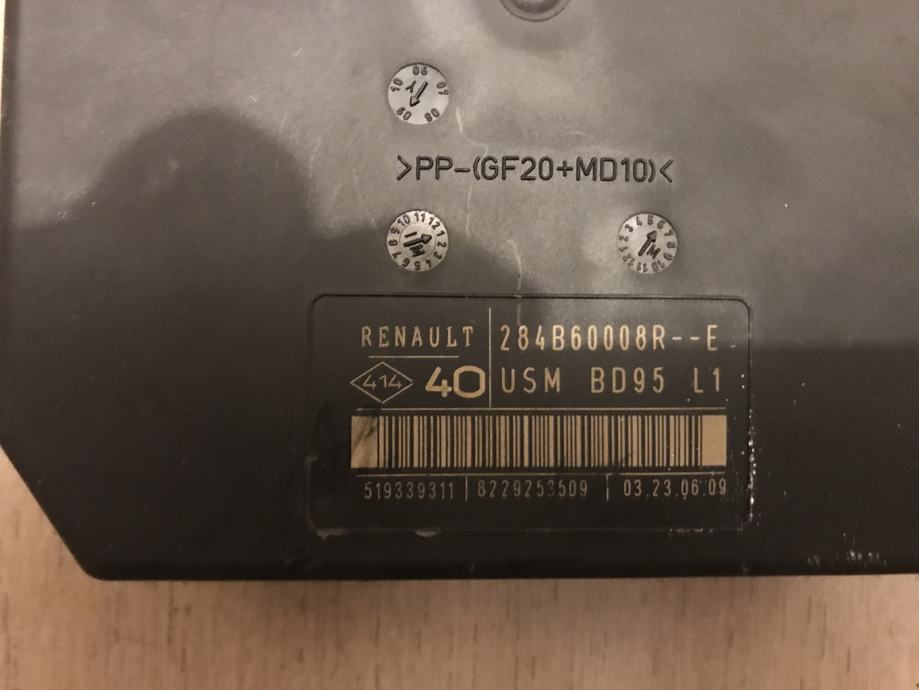 >PP-(GF20+MD10)<
RENAULT 284B60008R--E
414 40 USM BD95 L1
519339311 8229253509 03.23.06.09